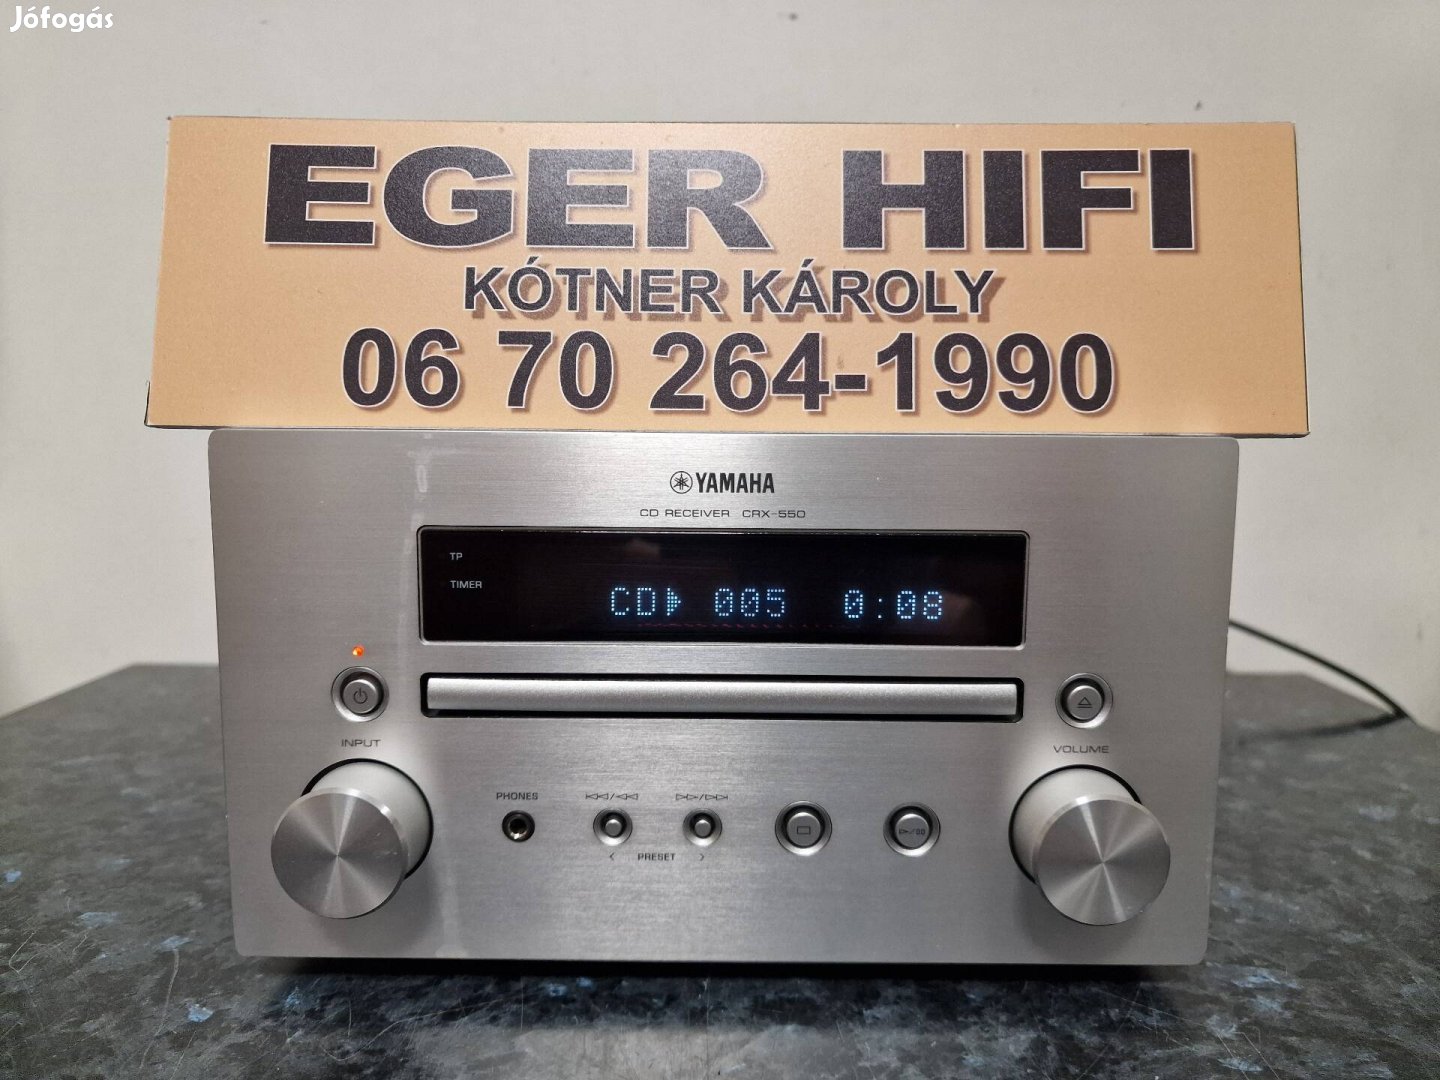 Jófogás
EGER HIFI
KÓTNER KÁROLY
06 70 264-1990
YAMAHA
CD RECEIVER CRX-550
TP
TIMER
CD 005 0:08
INPUT
VOLUME
PHONES
< PRESET >